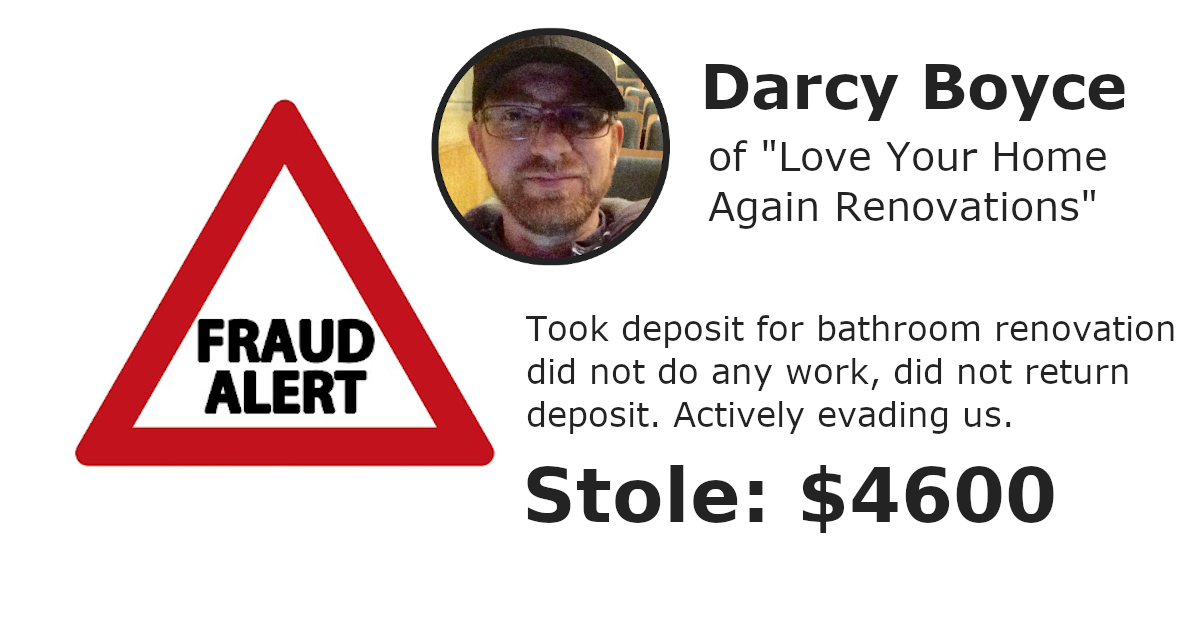 FRAUD
ALERT
Darcy Boyce
of "Love Your Home
Again Renovations"
Took deposit for bathroom renovation
did not do any work, did not return
deposit. Actively evading us.
Stole: $4600